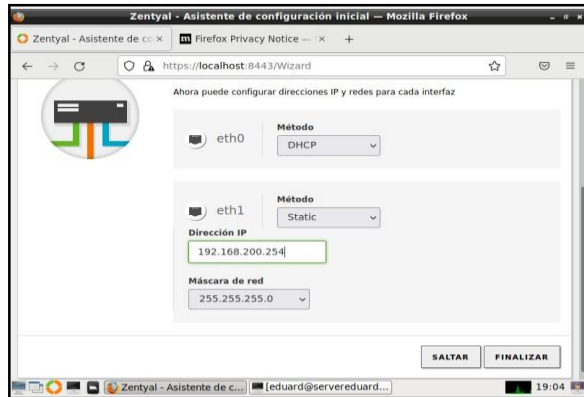 Zentyal - Asistente de configuración inicial — Mozilla Firefox
Zentyal - Asistente de co
Firefox Privacy Notice —
https://localhost:8443/Wizard
Ahora puede configurar direcciones IP y redes para cada interfaz
eth0
Método
DHCP
eth1
Método
Static
Dirección IP
192.168.200.254
Máscara de red
255.255.255.0
SALTAR FINALIZAR
Zentyal - Asistente de c... [eduard@servereduard... 19:04